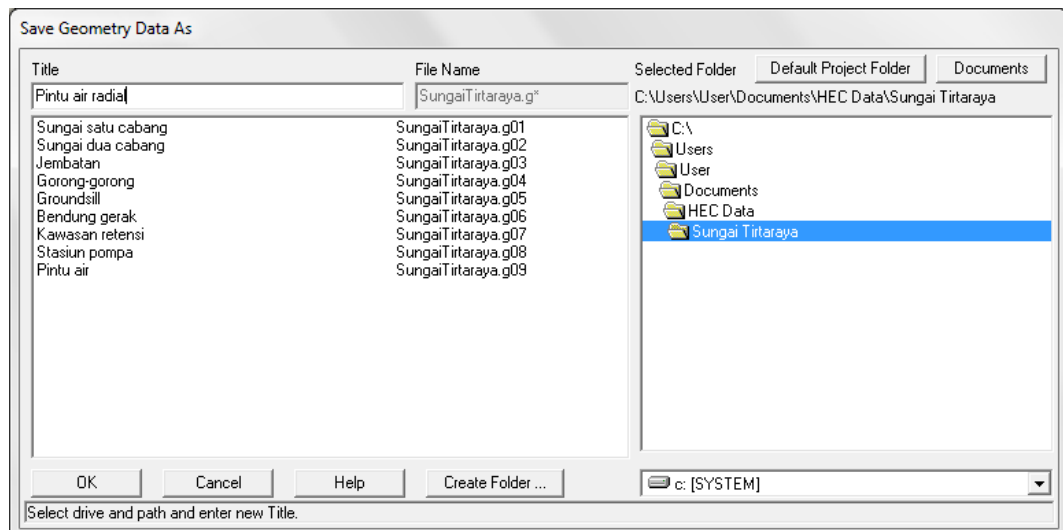 Save Geometry Data As
Title File Name Selected Folder Default Project Folder Documents
Pintu air radial SungaiTirtaraya.g* C:\Users\User\Documents\HEC Data\Sungai Tirtaraya
Sungai satu cabang SungaiTirtaraya.g01
Sungai dua cabang SungaiTirtaraya.g02
Jembatan SungaiTirtaraya.g03
Gorong-gorong SungaiTirtaraya.g04
Groundsill SungaiTirtaraya.g05
Bendung gerak SungaiTirtaraya.g06
Kawasan retensi SungaiTirtaraya.g07
Stasiun pompa SungaiTirtaraya.g08
Pintu air SungaiTirtaraya.g09
C:\
Users
User
Documents
HEC Data
Sungai Tirtaraya
OK Cancel Help Create Folder ... c: [SYSTEM]
Select drive and path and enter new Title.